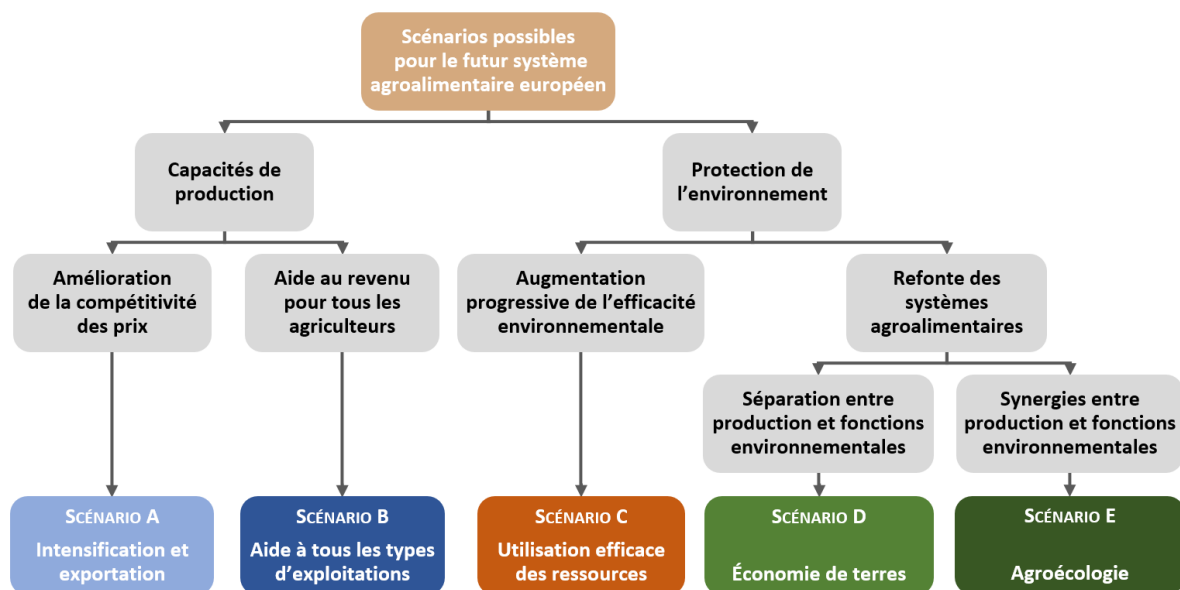 Scénarios possibles
pour le futur système
agroalimentaire européen
Capacités de
production
Protection de
l’environnement
Amélioration
de la compétitivité
des prix
Aide au revenu
pour tous les
agriculteurs
Augmentation
progressive de l’efficacité
environnementale
Refonte des
systèmes
agroalimentaires
Séparation entre
production et fonctions
environnementales
Synergies entre
production et fonctions
environnementales
SCÉNARIO A
Intensification et
exportation
SCÉNARIO B
Aide à tous les types
d’exploitations
SCÉNARIO C
Utilisation efficace
des ressources
SCÉNARIO D
Économie de terres
SCÉNARIO E
Agroécologie